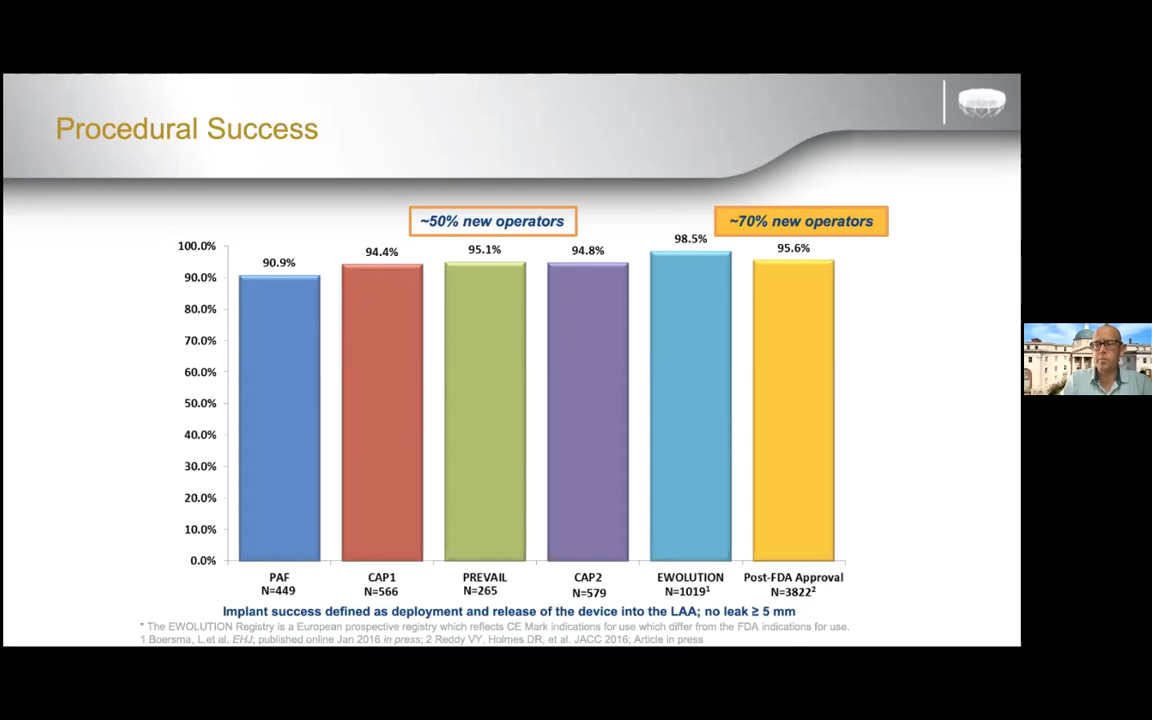 Procedural Success
~50% new operators
~70% new operators
100.0%
90.0%
80.0%
70.0%
60.0%
50.0%
40.0%
30.0%
20.0%
10.0%
0.0%
90.9%
94.4%
95.1%
94.8%
98.5%
95.6%
PAF
N=449
CAP1
N=566
PREVAIL
N=265
CAP2
N=579
EWOLUTION
N=1019¹
Post-FDA Approval
N=3822²
Implant success defined as deployment and release of the device into the LAA; no leak ≥ 5 mm
* The EWOLUTION Registry is a European prospective registry which reflects CE Mark indications for use which differ from the FDA indications for use.
1 Boersma, L.et al. EHJ; published online Jan 2016 in press; 2 Reddy VY, Holmes DR, et al. JACC 2016; Article in press